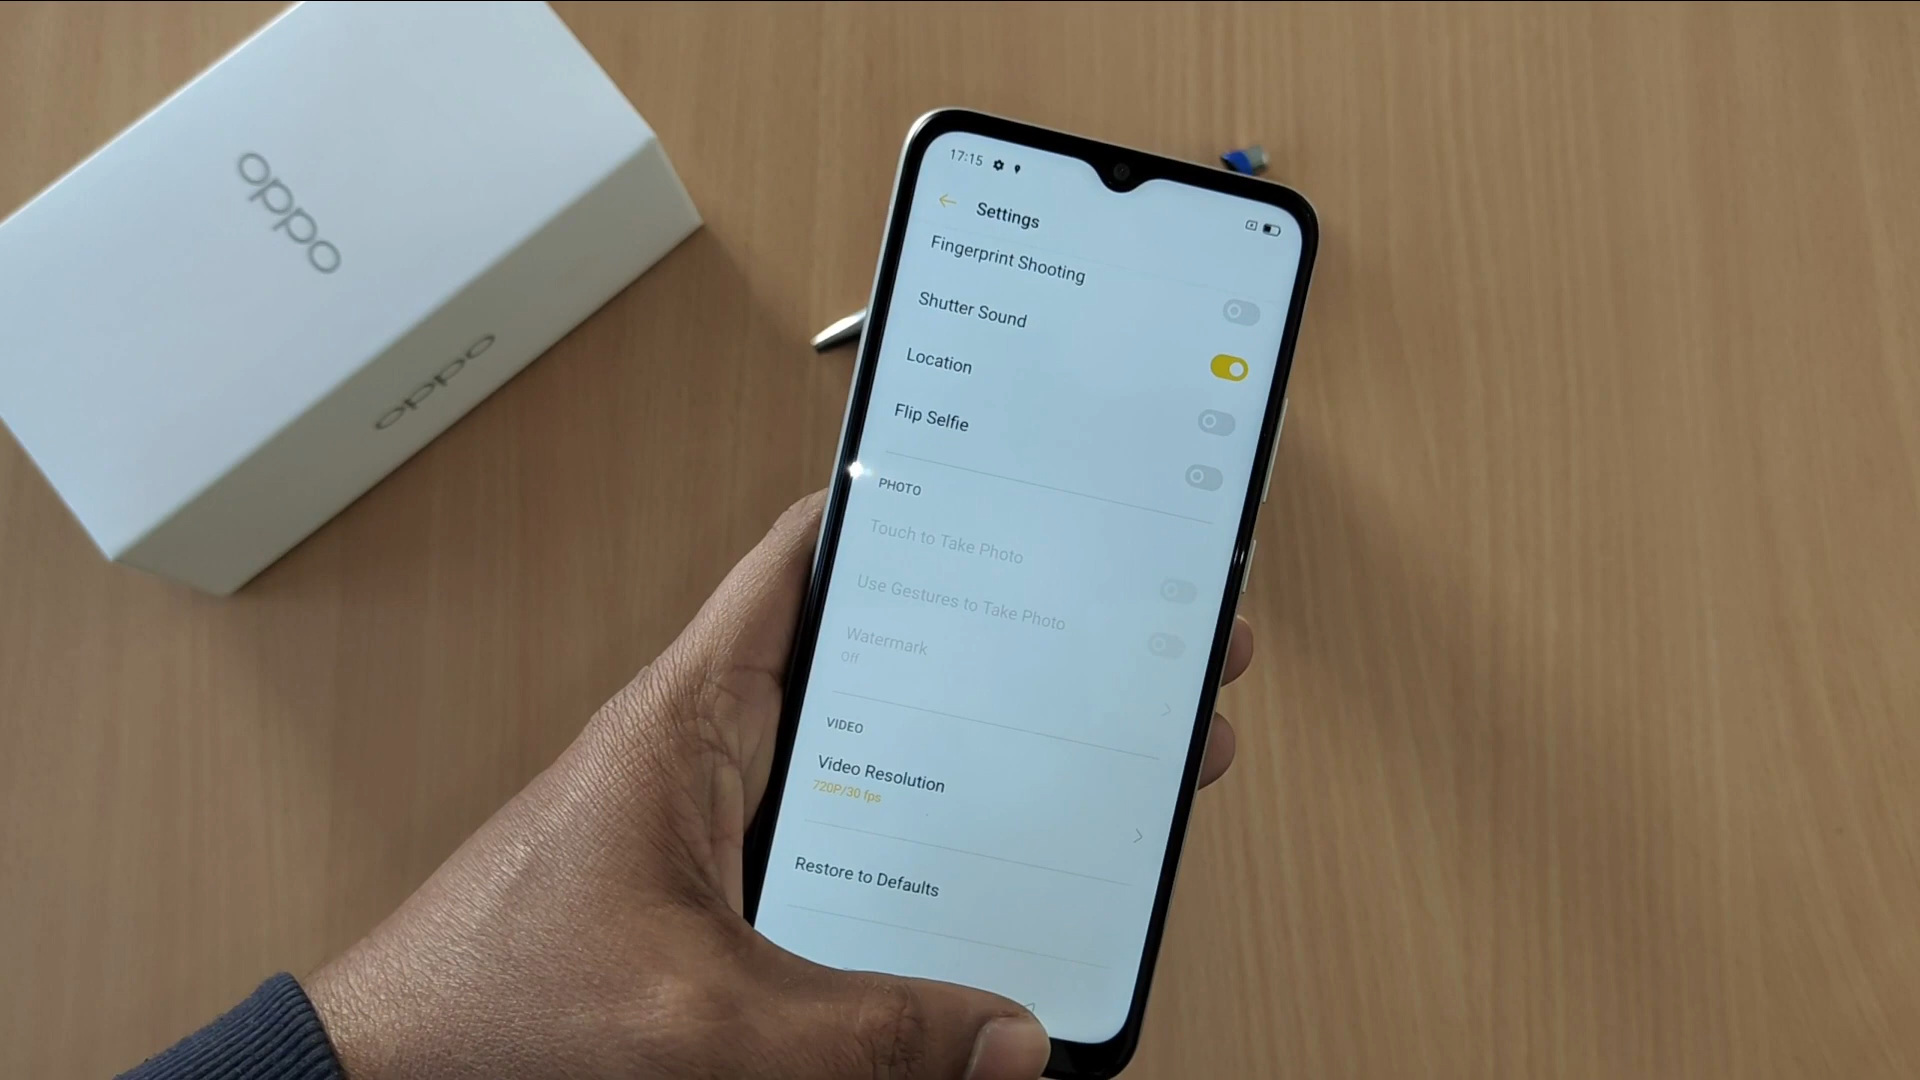 oppo
oppo
17:15
Settings
Fingerprint Shooting
Shutter Sound
Location
Flip Selfie
PHOTO
Touch to Take Photo
Use Gestures to Take Photo
Watermark
Off
VIDEO
Video Resolution
720P/30 fps
Restore to Defaults